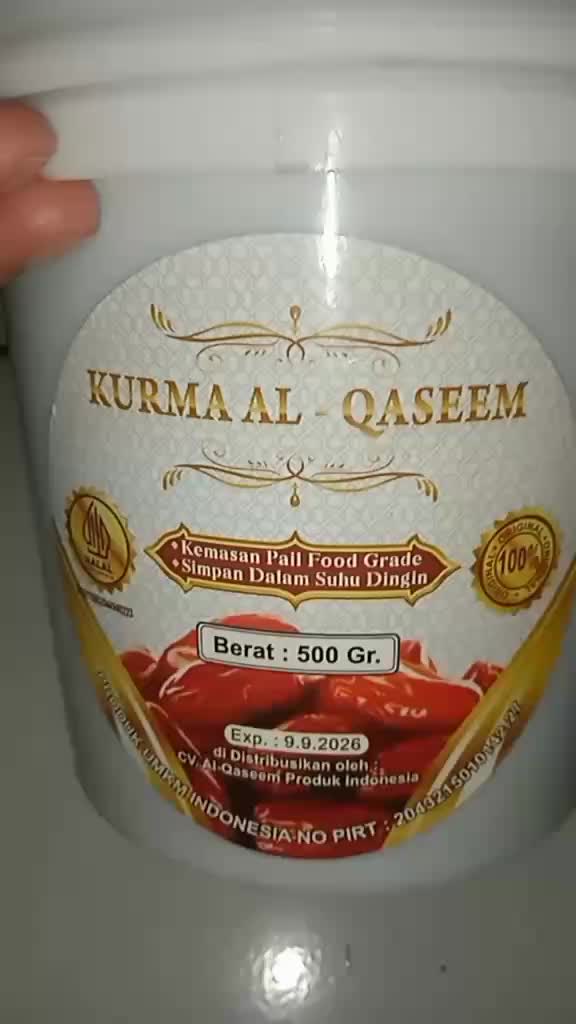 KURMA AL - QASEEM
HALAL
ORIGINAL
100%
• Kemasan Pail Food Grade
• Simpan Dalam Suhu Dingin
Berat : 500 Gr.
Exp. : 9.9.2026
di Distribusikan oleh :
CV. Al-Qaseem Produk Indonesia
PRODUK UMKM INDONESIA NO PIRT :